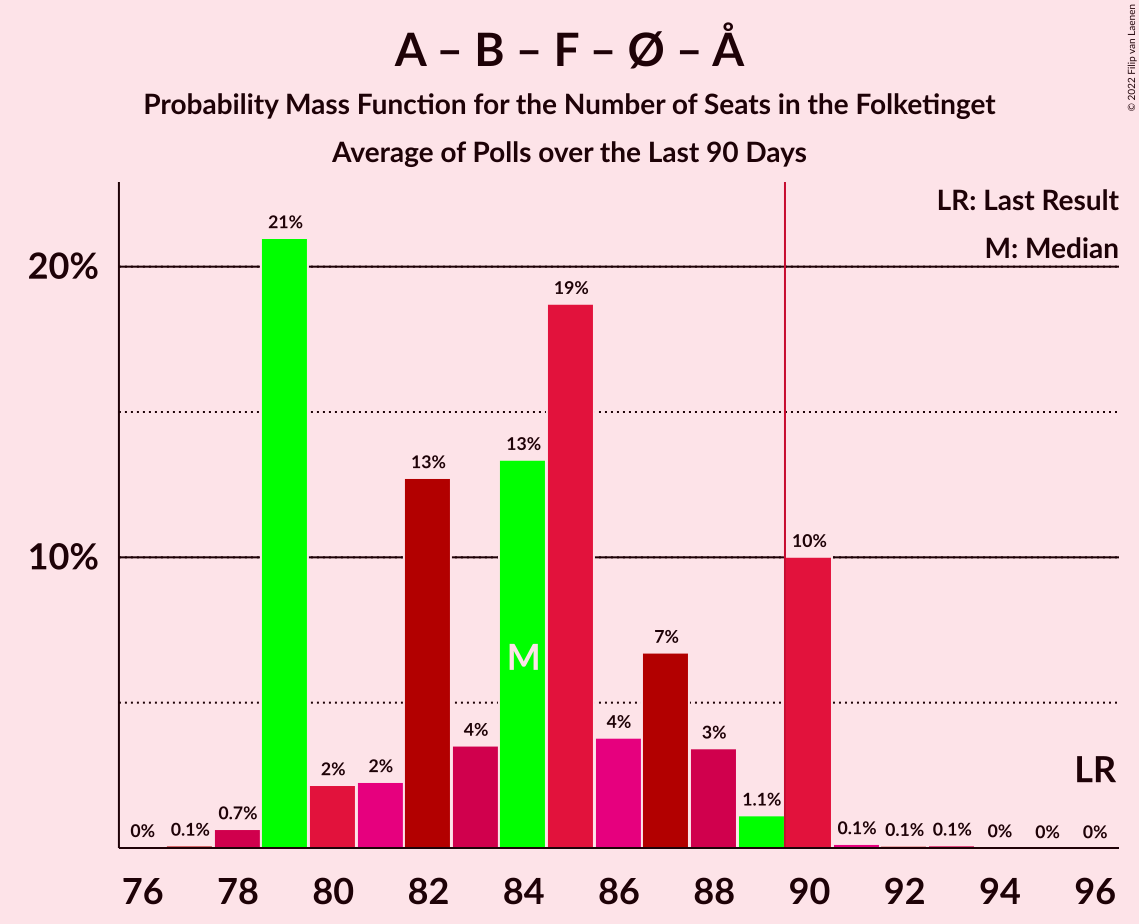 A – B – F – Ø – Å
Probability Mass Function for the Number of Seats in the Folketinget
Average of Polls over the Last 90 Days
© 2022 Filip van Laenen
LR: Last Result
M: Median
20%
10%
0%
0.1%
0.7%
21%
2%
2%
13%
4%
13%
19%
4%
7%
3%
1.1%
10%
0.1%
0.1%
0.1%
0%
0%
0%
M
LR
76 78 80 82 84 86 88 90 92 94 96